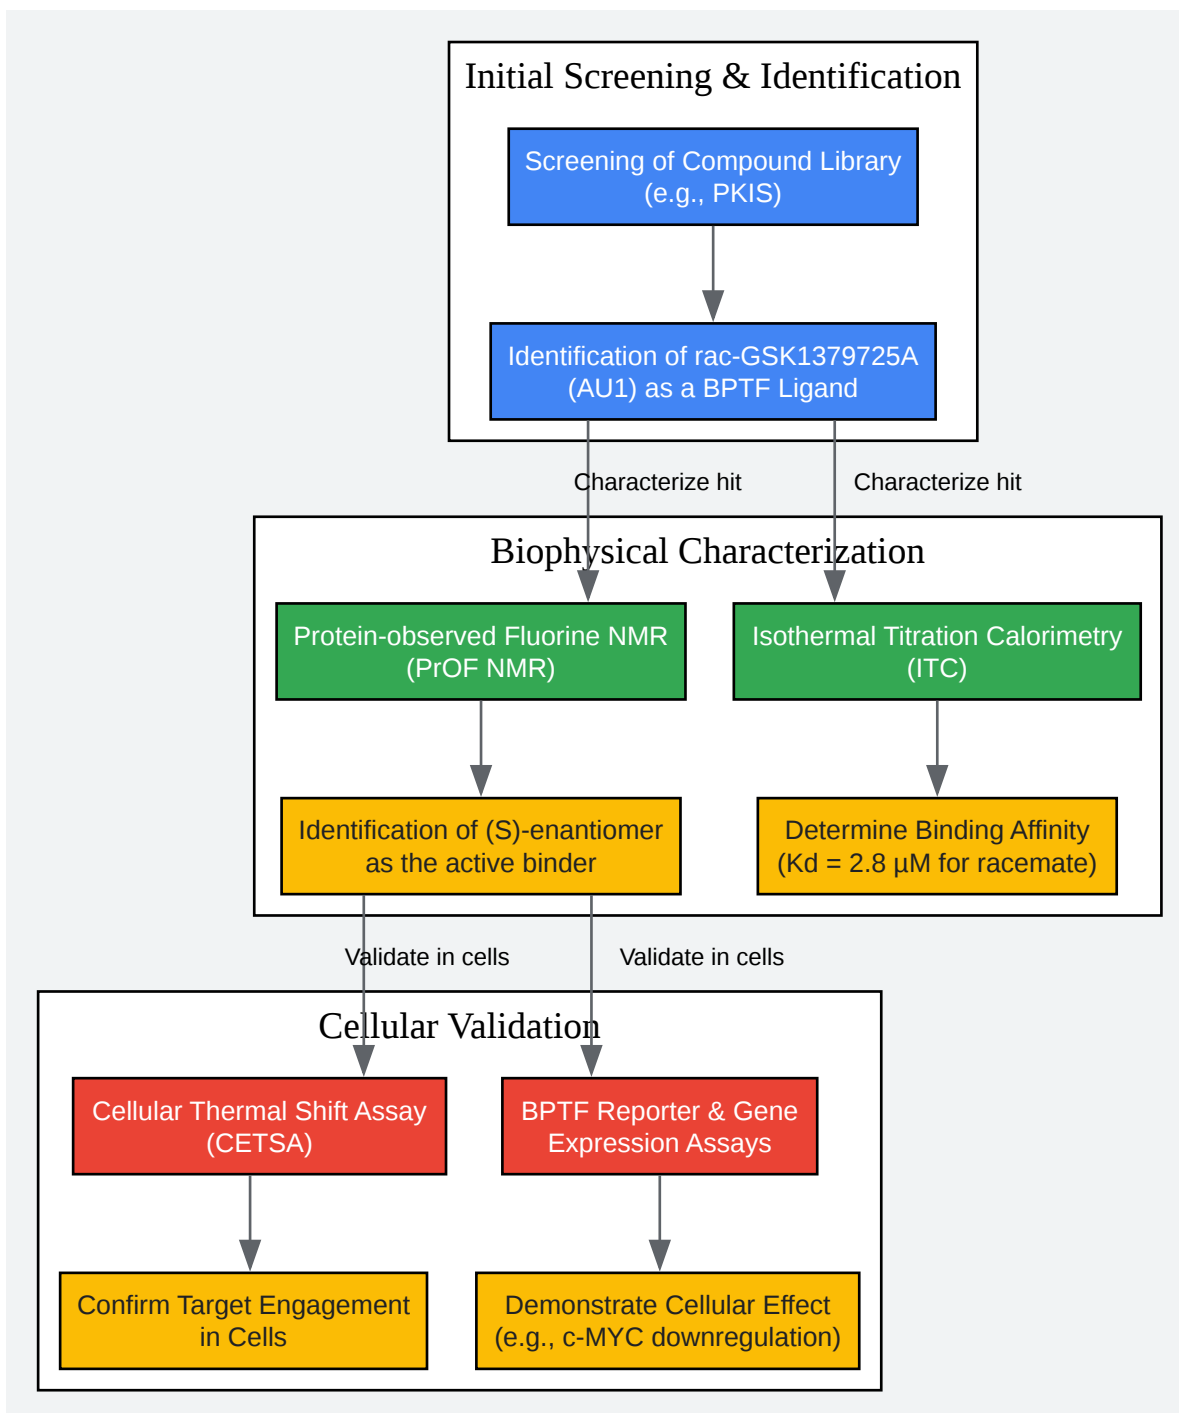 Initial Screening & Identification
Screening of Compound Library
(e.g., PKIS)
Identification of rac-GSK1379725A
(AU1) as a BPTF Ligand
Characterize hit
Characterize hit
Biophysical Characterization
Protein-observed Fluorine NMR
(PrOF NMR)
Isothermal Titration Calorimetry
(ITC)
Identification of (S)-enantiomer
as the active binder
Determine Binding Affinity
(Kd = 2.8 µM for racemate)
Validate in cells
Validate in cells
Cellular Validation
Cellular Thermal Shift Assay
(CETSA)
BPTF Reporter & Gene
Expression Assays
Confirm Target Engagement
in Cells
Demonstrate Cellular Effect
(e.g., c-MYC downregulation)